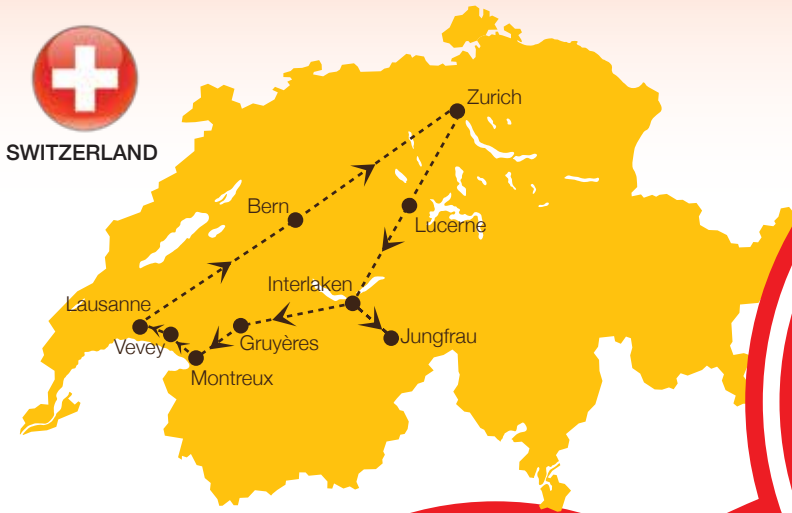 SWITZERLAND
Zurich
Bern
Lucerne
Interlaken
Lausanne
Vevey
Gruyères
Jungfrau
Montreux